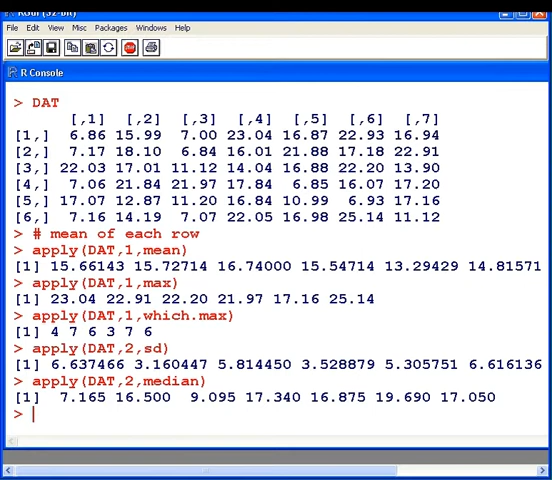 RGui (32-bit)
File Edit View Misc Packages Windows Help
R Console
> DAT
[,1] [,2] [,3] [,4] [,5] [,6] [,7]
[1,] 6.86 15.99 7.00 23.04 16.87 22.93 16.94
[2,] 7.17 18.10 6.84 16.01 21.88 17.18 22.91
[3,] 22.03 17.01 11.12 14.04 16.88 22.20 13.90
[4,] 7.06 21.84 21.97 17.84 6.85 16.07 17.20
[5,] 17.07 12.87 11.20 16.84 10.99 6.93 17.16
[6,] 7.16 14.19 7.07 22.05 16.98 25.14 11.12
> # mean of each row
> apply(DAT,1,mean)
[1] 15.66143 15.72714 16.74000 15.54714 13.29429 14.81571
> apply(DAT,1,max)
[1] 23.04 22.91 22.20 21.97 17.16 25.14
> apply(DAT,1,which.max)
[1] 4 7 6 3 7 6
> apply(DAT,2,sd)
[1] 6.637466 3.160447 5.814450 3.528879 5.305751 6.616136
> apply(DAT,2,median)
[1] 7.165 16.500 9.095 17.340 16.875 19.690 17.050
>